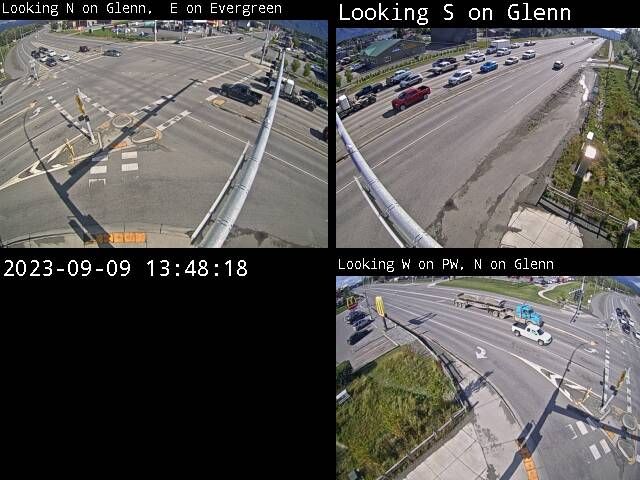 Looking N on Glenn,  E on Evergreen
Looking S on Glenn
2023-09-09 13:48:18
Looking W on PW, N on Glenn